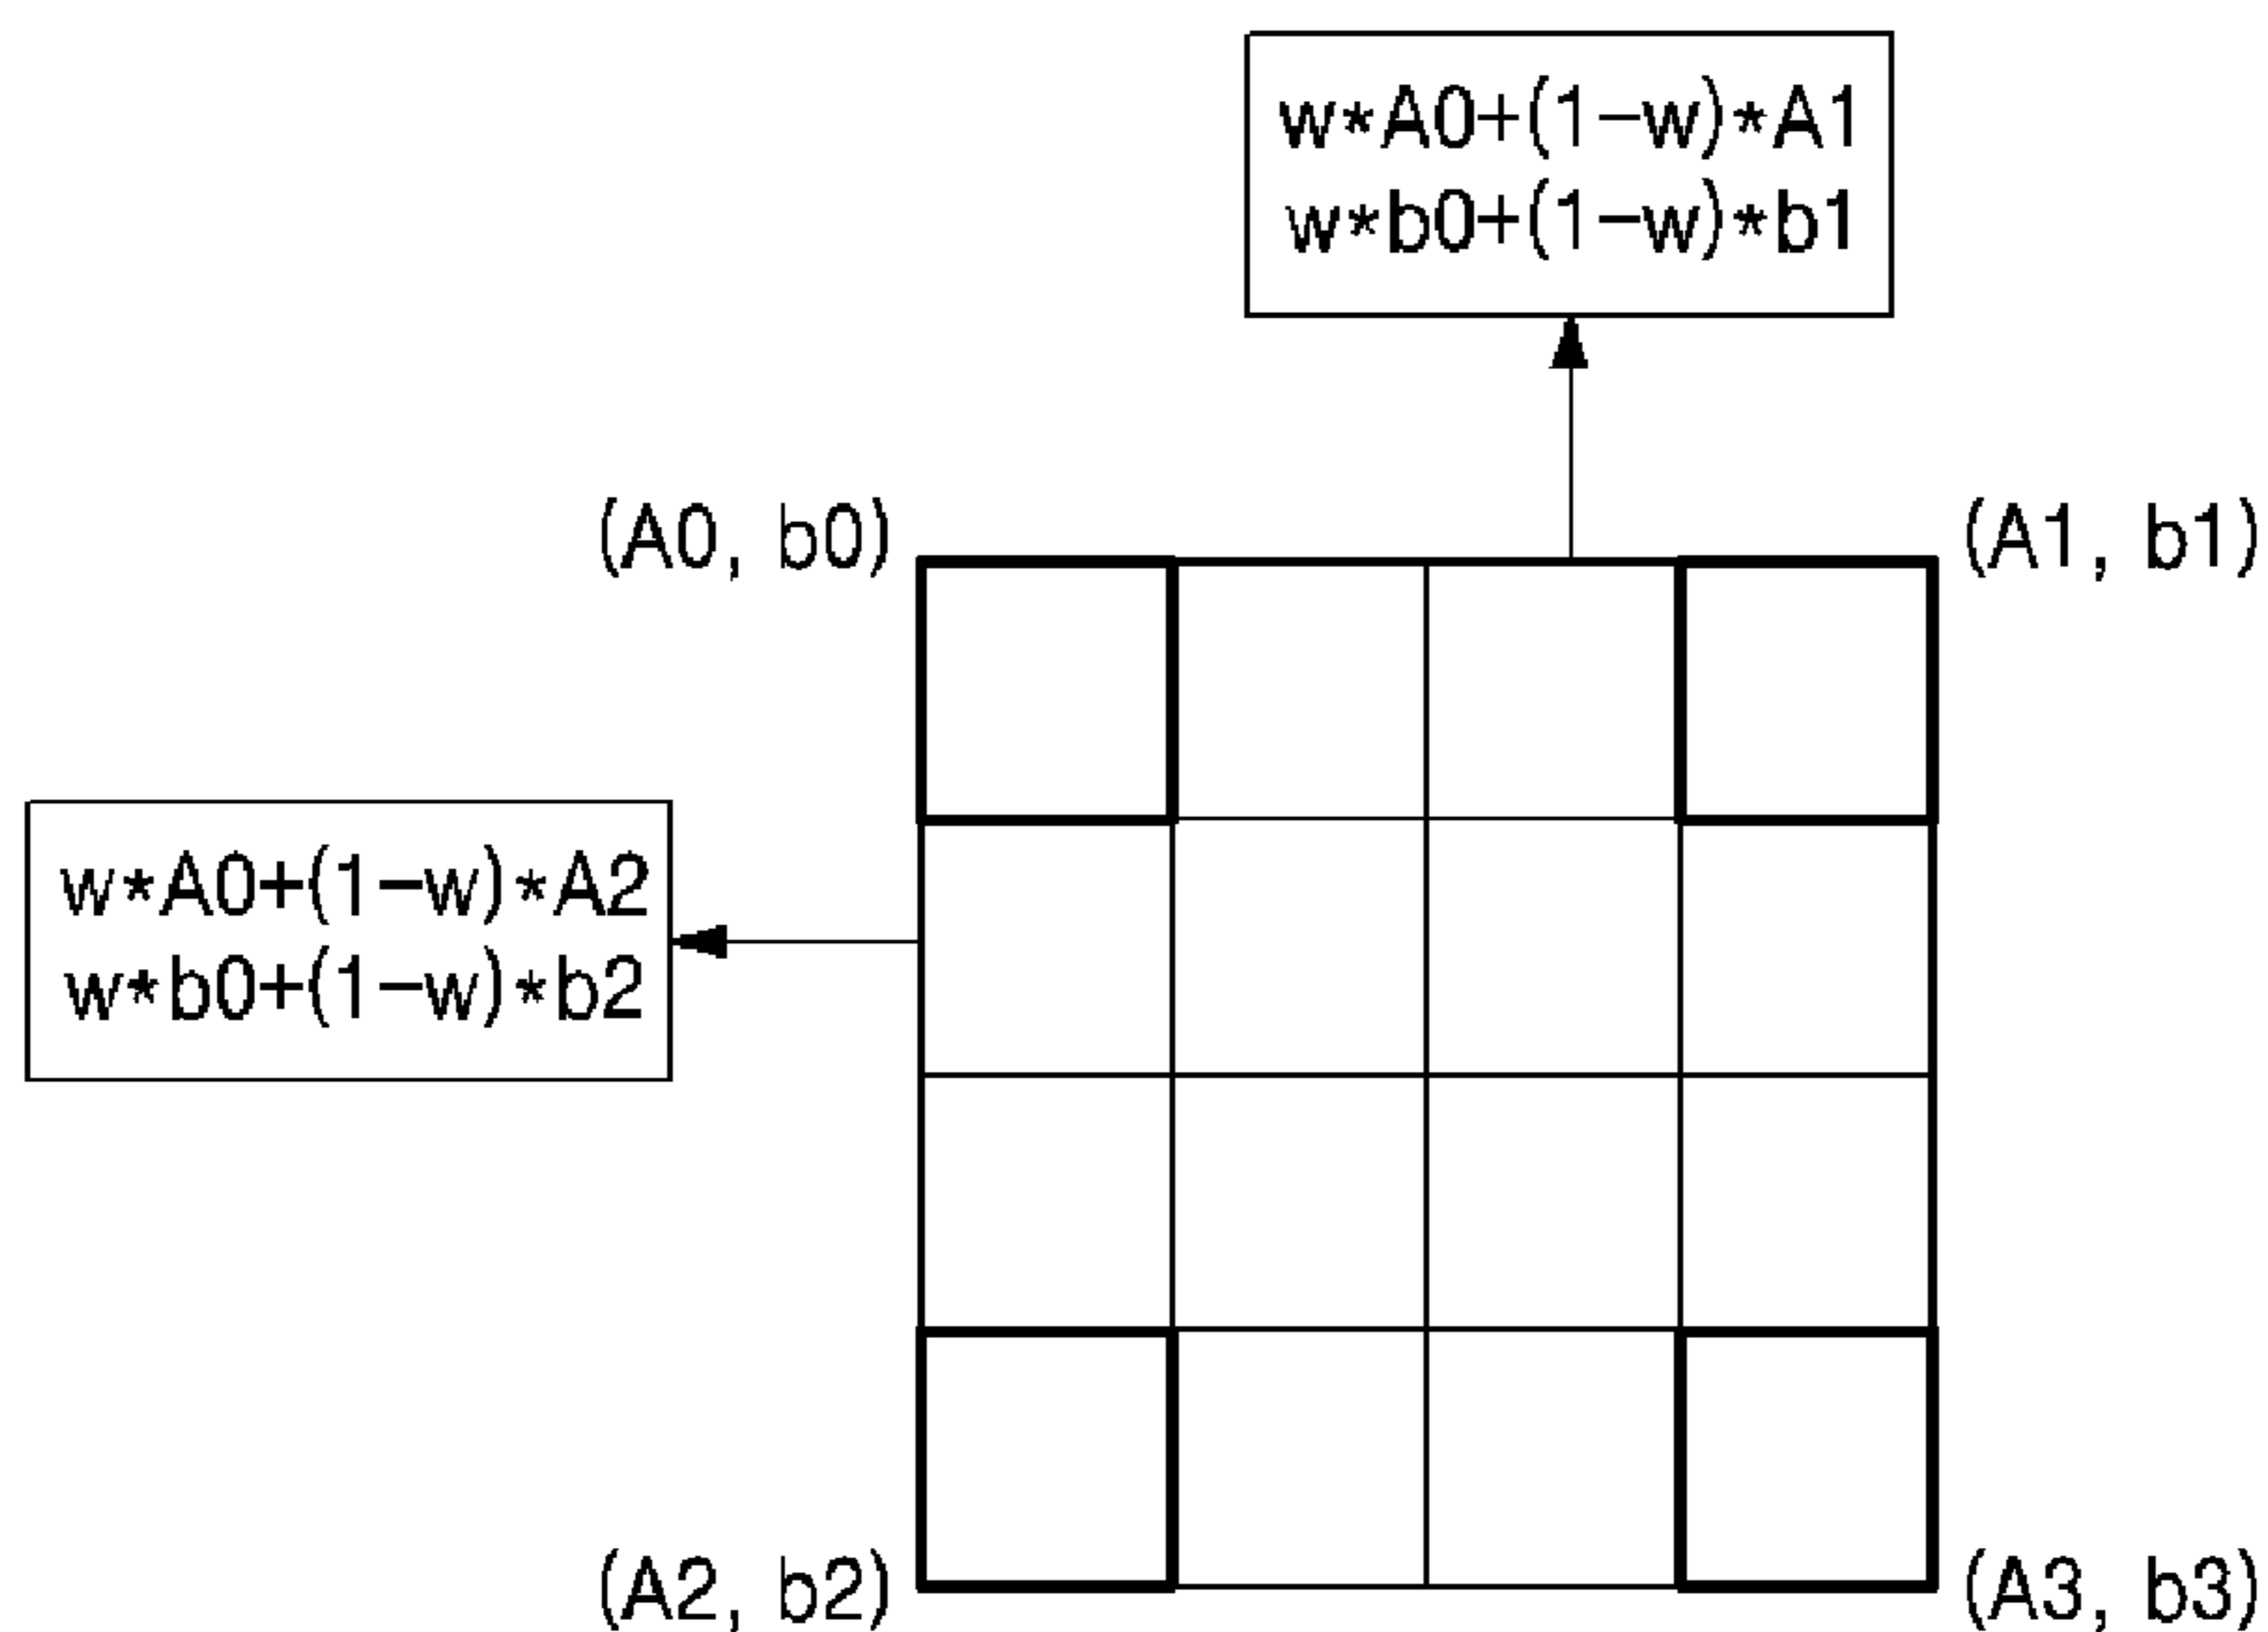 w*A0+(1-w)*A1
w*b0+(1-w)*b1
(A0, b0)
(A1, b1)
w*A0+(1-w)*A2
w*b0+(1-w)*b2
(A2, b2)
(A3, b3)